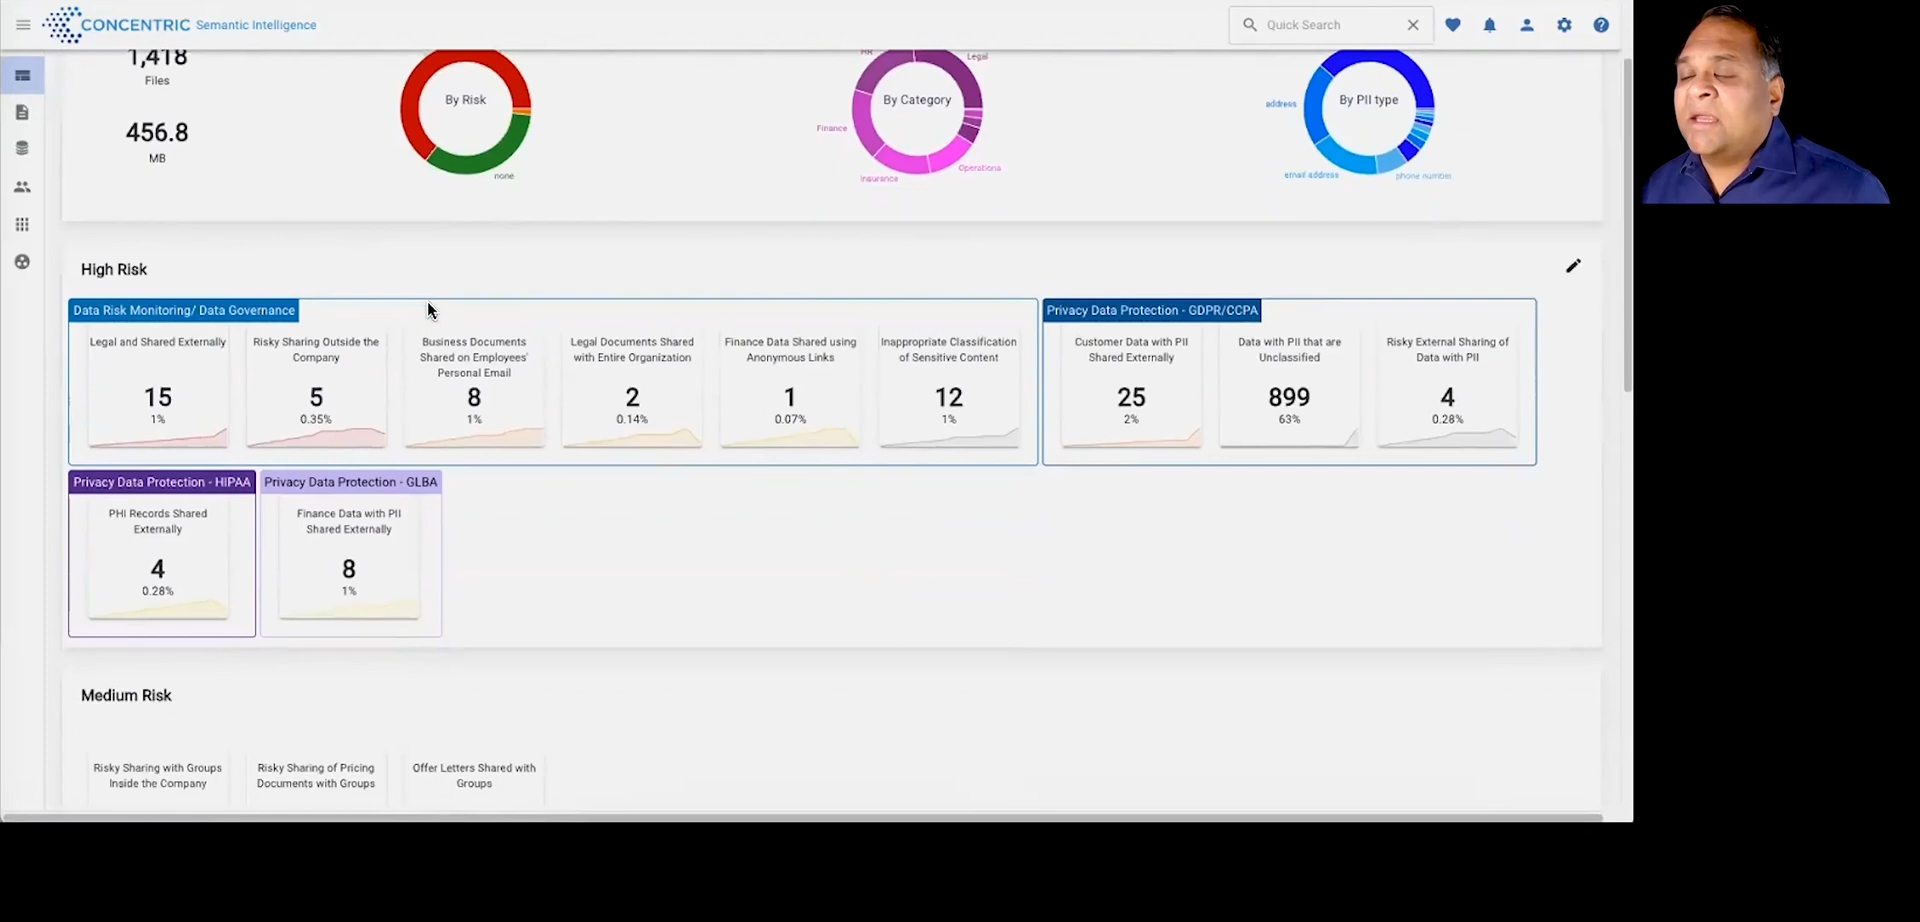 CONCENTRIC Semantic Intelligence
Quick Search
1,418
Files
456.8
MB
By Risk
none
By Category
HR
Legal
Finance
Insurance
Operations
By PII type
address
email address
phone number
High Risk
Data Risk Monitoring/ Data Governance
Legal and Shared Externally
15
1%
Risky Sharing Outside the
Company
5
0.35%
Business Documents
Shared on Employees'
Personal Email
8
1%
Legal Documents Shared
with Entire Organization
2
0.14%
Finance Data Shared using
Anonymous Links
1
0.07%
Inappropriate Classification
of Sensitive Content
12
1%
Privacy Data Protection - GDPR/CCPA
Customer Data with PII
Shared Externally
25
2%
Data with PII that are
Unclassified
899
63%
Risky External Sharing of
Data with PII
4
0.28%
Privacy Data Protection - HIPAA
PHI Records Shared
Externally
4
0.28%
Privacy Data Protection - GLBA
Finance Data with PII
Shared Externally
8
1%
Medium Risk
Risky Sharing with Groups
Inside the Company
Risky Sharing of Pricing
Documents with Groups
Offer Letters Shared with
Groups